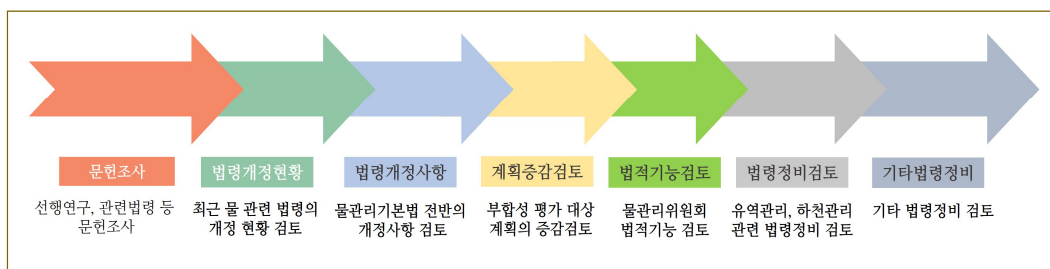 문헌조사
선행연구, 관련법령 등
문헌조사
법령개정현황
최근 물 관련 법령의
개정 현황 검토
법령개정사항
물관리기본법 전반의
개정사항 검토
계획증감검토
부합성 평가 대상
계획의 증감검토
법적기능검토
물관리위원회
법적기능 검토
법령정비검토
유역관리, 하천관리
관련 법령정비 검토
기타법령정비
기타 법령정비 검토